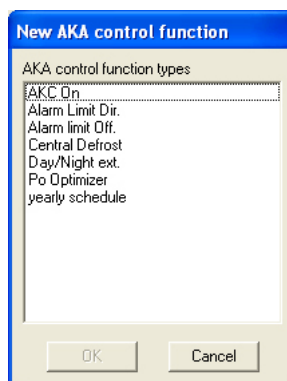 New AKA control function
AKA control function types
AKC On
Alarm Limit Dir.
Alarm limit Off.
Central Defrost
Day/Night ext.
Po Optimizer
yearly schedule
OK Cancel